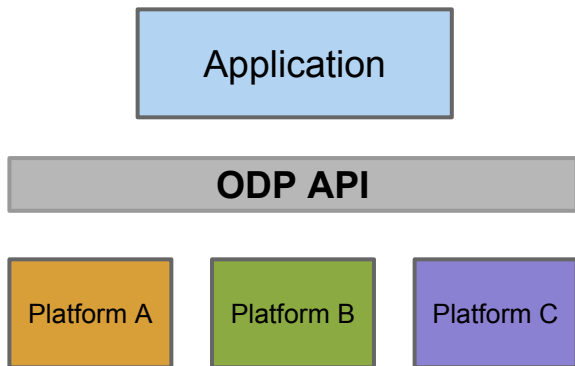 Application
ODP API
Platform A
Platform B
Platform C